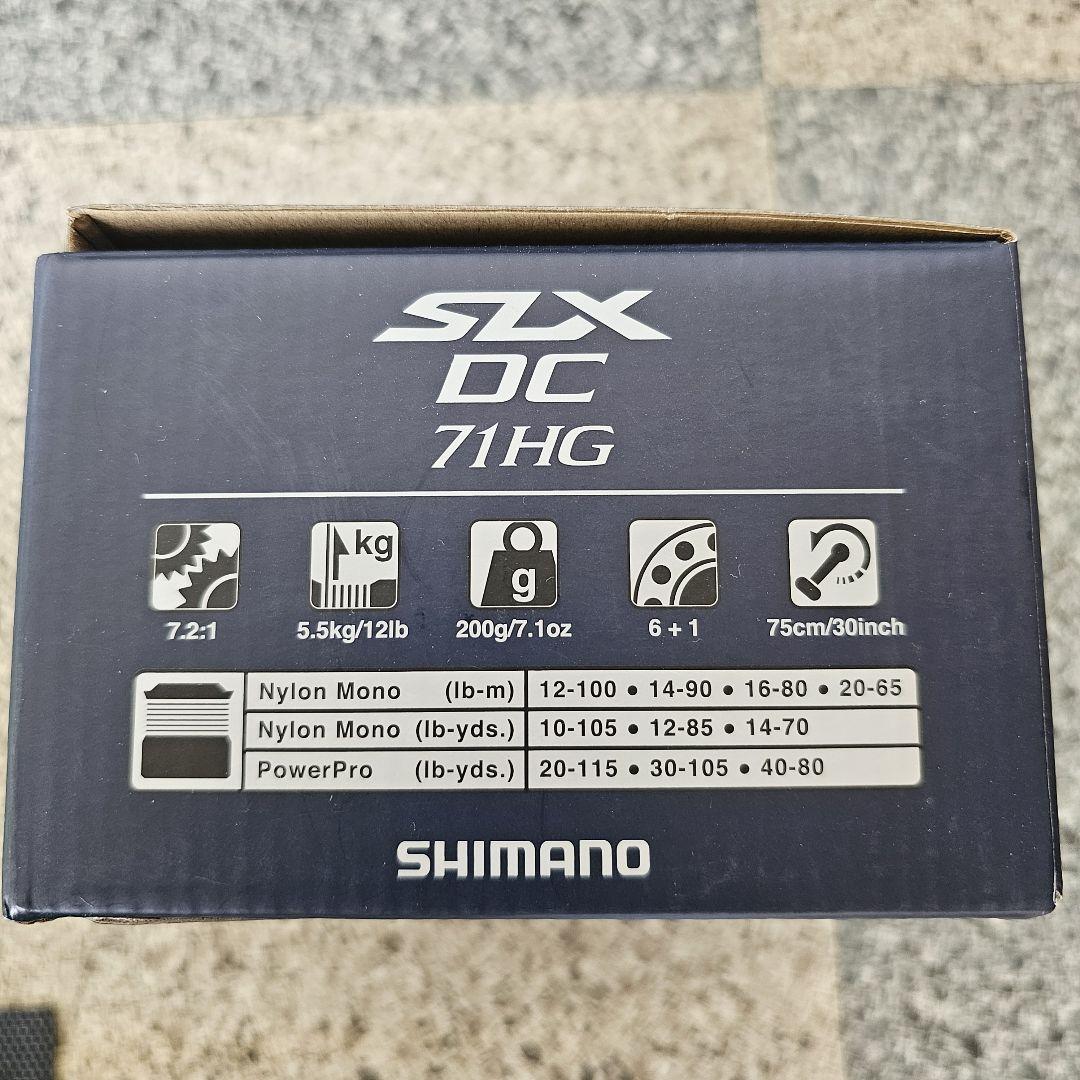 SLX
DC
71HG
kg
g
7.2:1 5.5kg/12lb 200g/7.1oz 6 + 1 75cm/30inch
Nylon Mono (lb-m) 12-100 • 14-90 • 16-80 • 20-65
Nylon Mono (lb-yds.) 10-105 • 12-85 • 14-70
PowerPro (lb-yds.) 20-115 • 30-105 • 40-80
SHIMANO